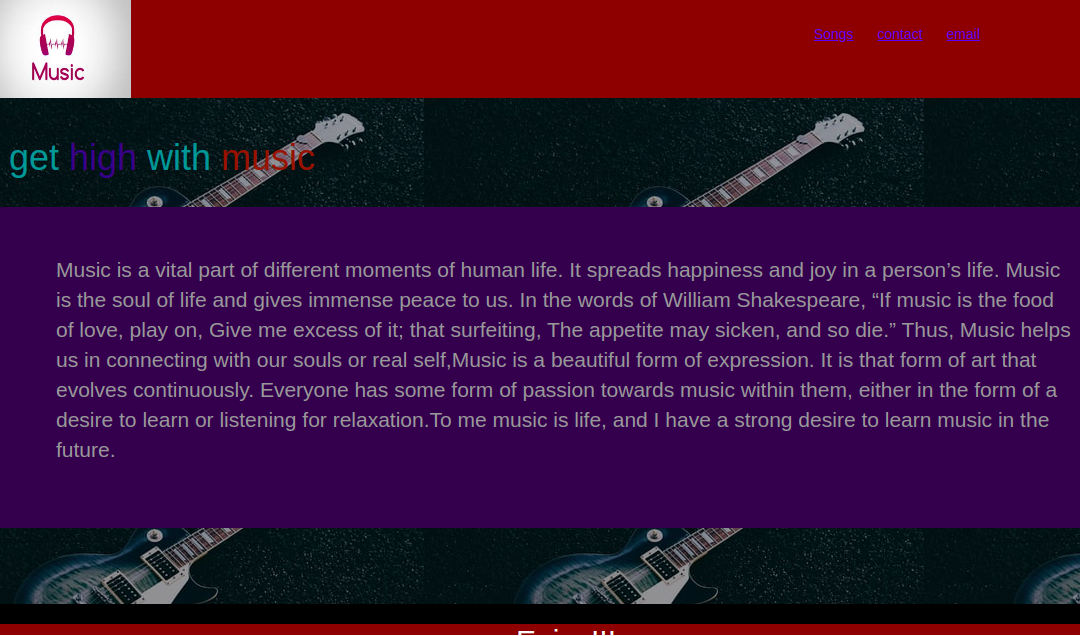 Music
Songs contact email
get high with music
Music is a vital part of different moments of human life. It spreads happiness and joy in a person’s life. Music
is the soul of life and gives immense peace to us. In the words of William Shakespeare, “If music is the food
of love, play on, Give me excess of it; that surfeiting, The appetite may sicken, and so die.” Thus, Music helps
us in connecting with our souls or real self,Music is a beautiful form of expression. It is that form of art that
evolves continuously. Everyone has some form of passion towards music within them, either in the form of a
desire to learn or listening for relaxation.To me music is life, and I have a strong desire to learn music in the
future.